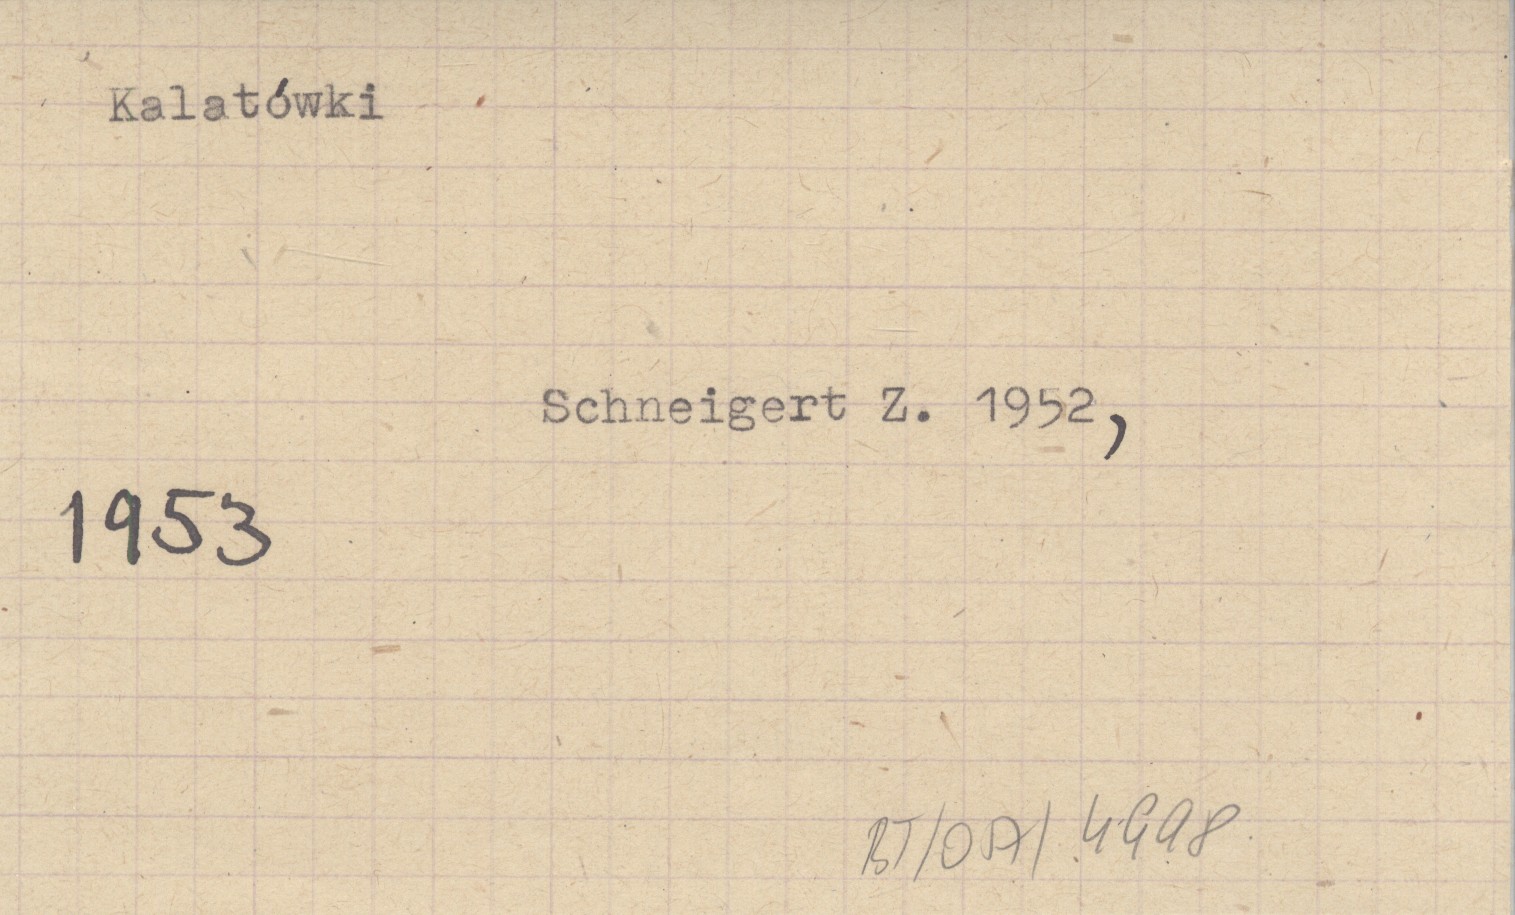 Kalatówki
Schneigert Z. 1952,
1953
BT/OA/ 4998